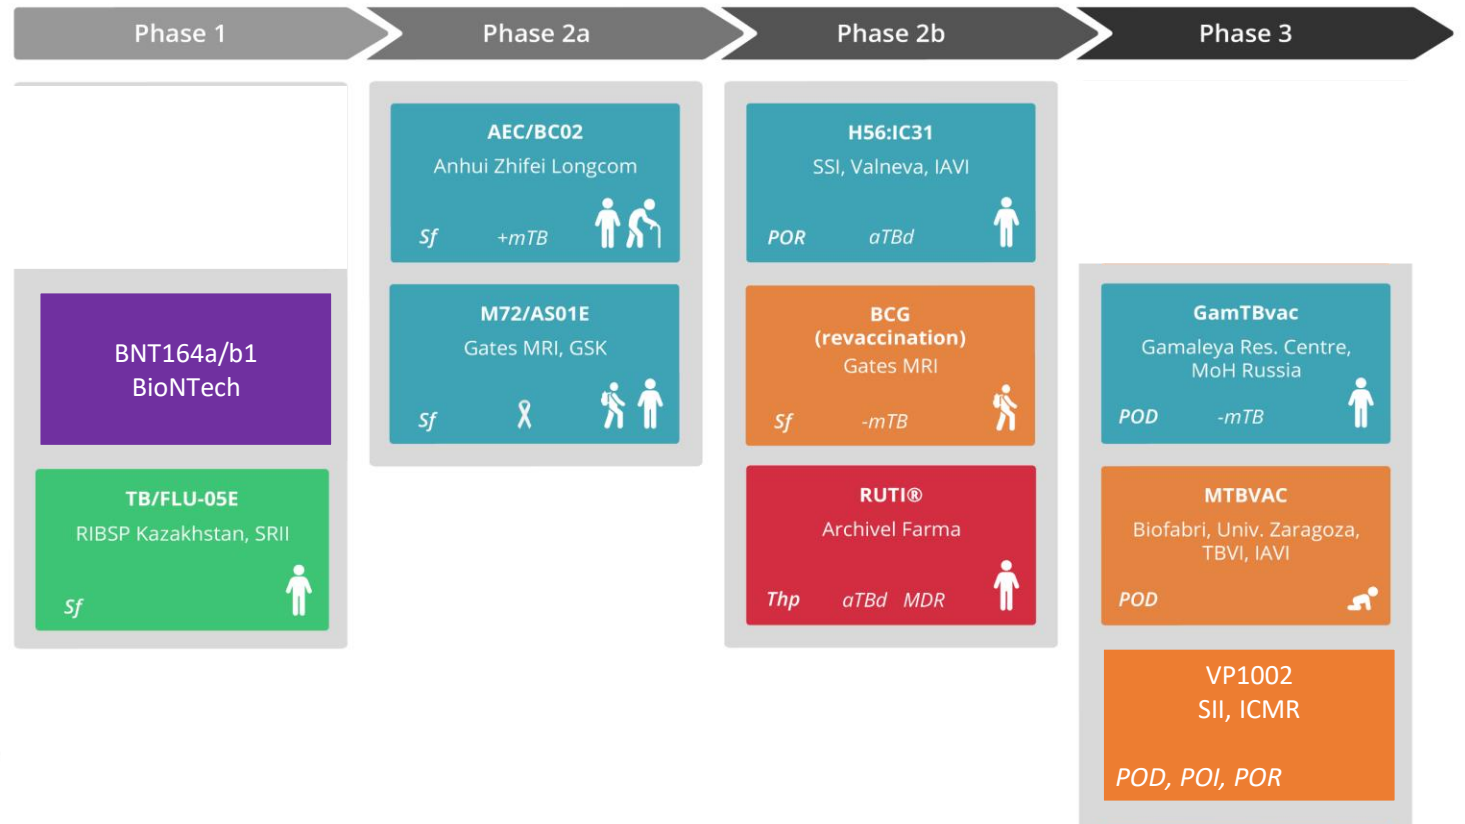 Phase 1
Phase 2a
Phase 2b
Phase 3
BNT164a/b1
BioNTech
TB/FLU-05E
RIBSP Kazakhstan, SRII
Sf
AEC/BC02
Anhui Zhifei Longcom
Sf +mTB
M72/AS01E
Gates MRI, GSK
Sf
H56:IC31
SSI, Valneva, IAVI
POR aTBd
BCG
(revaccination)
Gates MRI
Sf -mTB
RUTI®
Archivel Farma
Thp aTBd MDR
GamTBvac
Gamaleya Res. Centre,
MoH Russia
POD -mTB
MTBVAC
Biofabri, Univ. Zaragoza,
TBVI, IAVI
POD
VP1002
SII, ICMR
POD, POI, POR